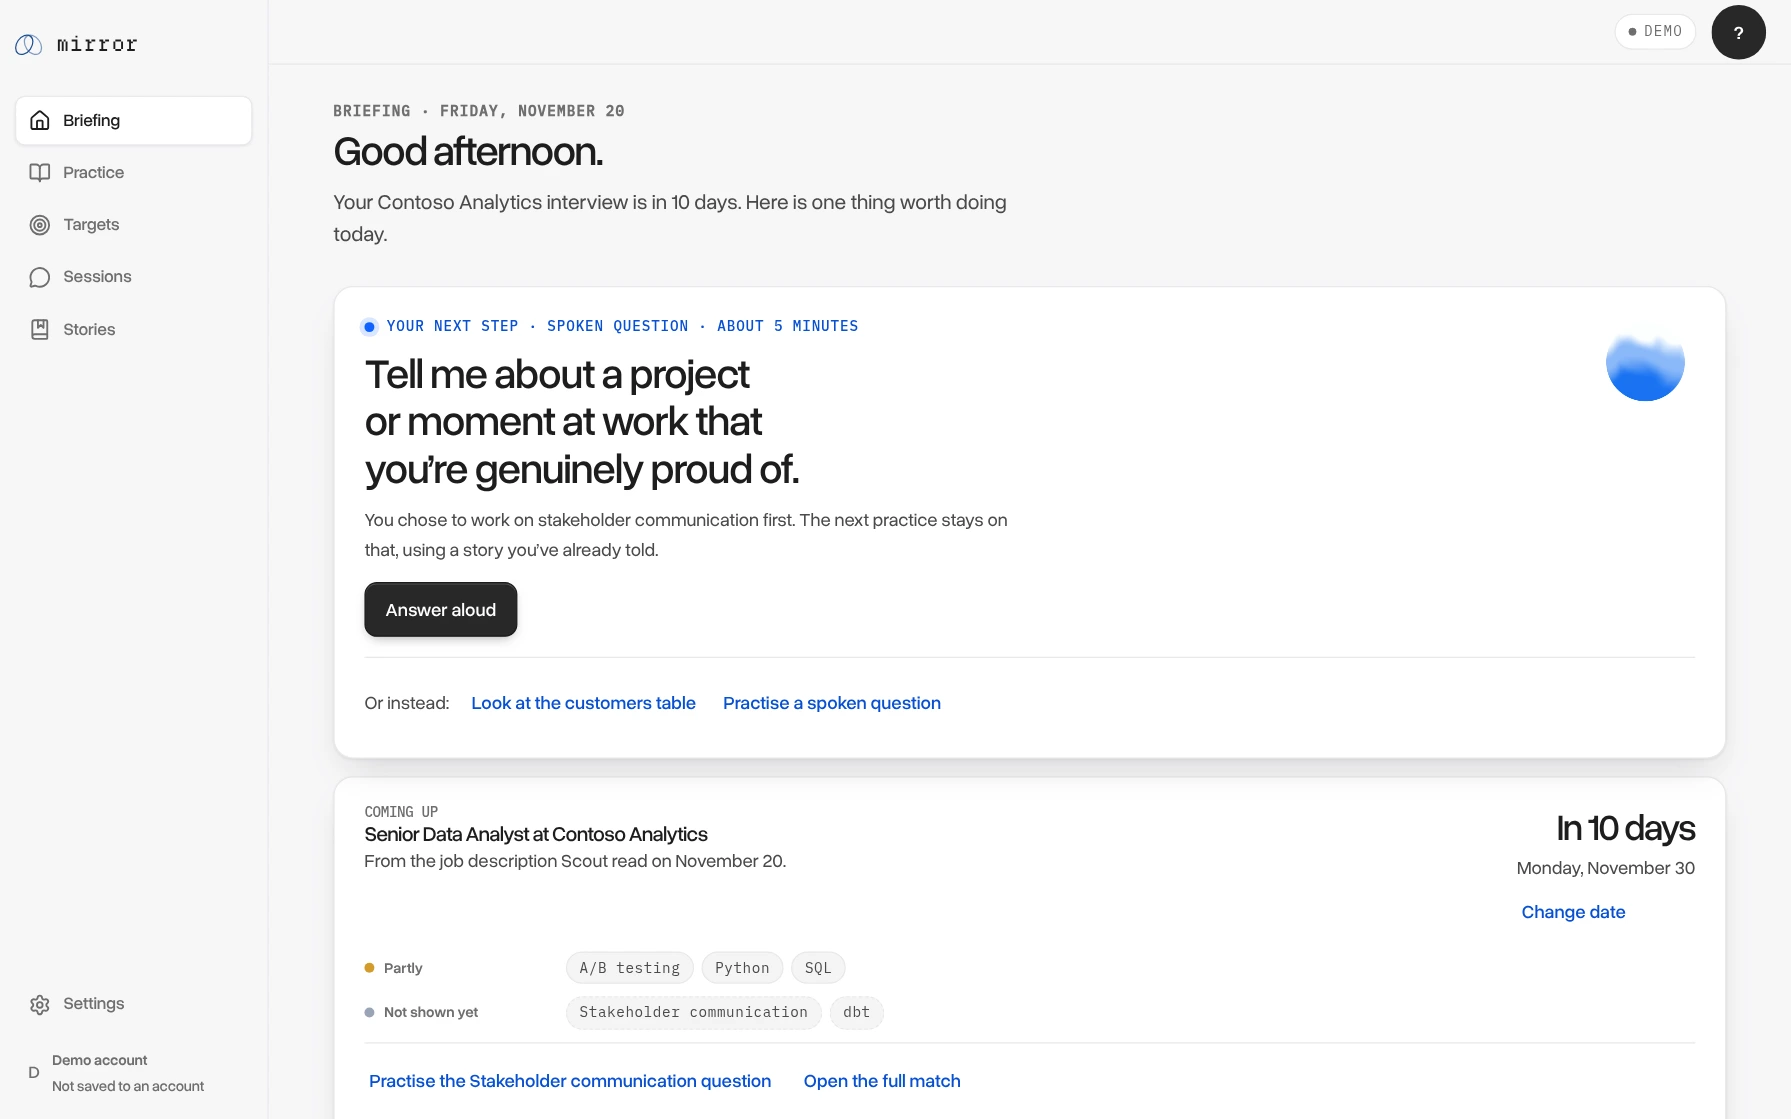 mirror
DEMO
?
Briefing
Practice
Targets
Sessions
Stories
Settings
D
Demo account
Not saved to an account
BRIEFING · FRIDAY, NOVEMBER 20
Good afternoon.
Your Contoso Analytics interview is in 10 days. Here is one thing worth doing
today.
YOUR NEXT STEP · SPOKEN QUESTION · ABOUT 5 MINUTES
Tell me about a project
or moment at work that
you’re genuinely proud of.
You chose to work on stakeholder communication first. The next practice stays on
that, using a story you’ve already told.
Answer aloud
Or instead: Look at the customers table Practise a spoken question
COMING UP
Senior Data Analyst at Contoso Analytics
From the job description Scout read on November 20.
In 10 days
Monday, November 30
Change date
Partly A/B testing Python SQL
Not shown yet Stakeholder communication dbt
Practise the Stakeholder communication question Open the full match